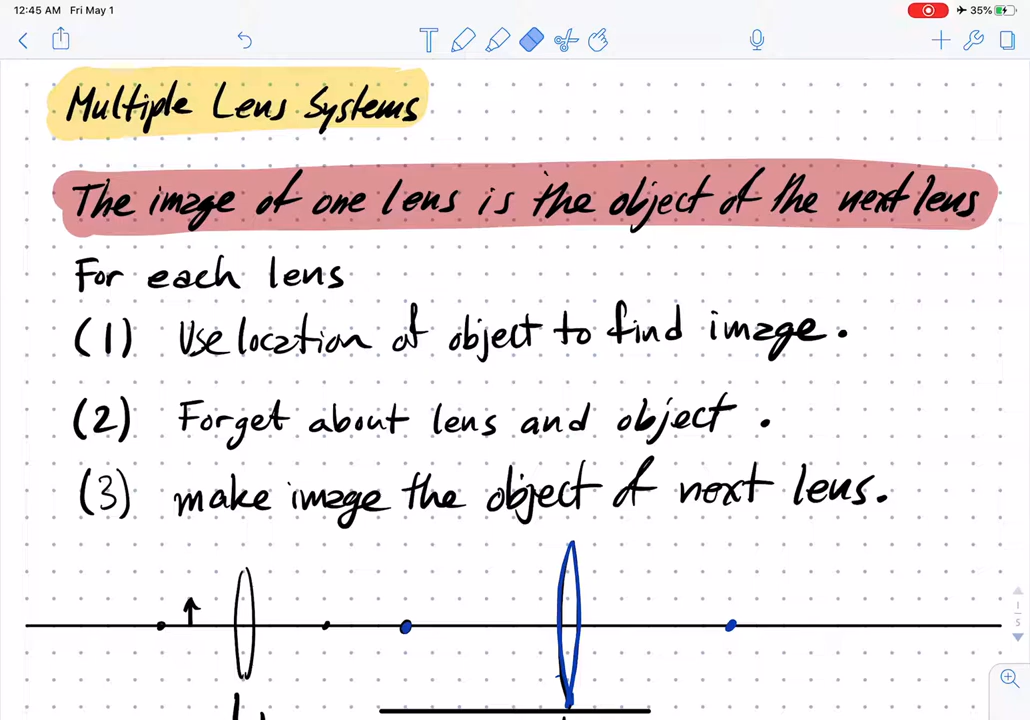 12:45 AM Fri May 1
35%
T
Multiple Lens Systems
The image of one lens is the object of the next lens
For each lens
(1) Use location of object to find image.
(2) Forget about lens and object.
(3) make image the object of next lens.
1
5